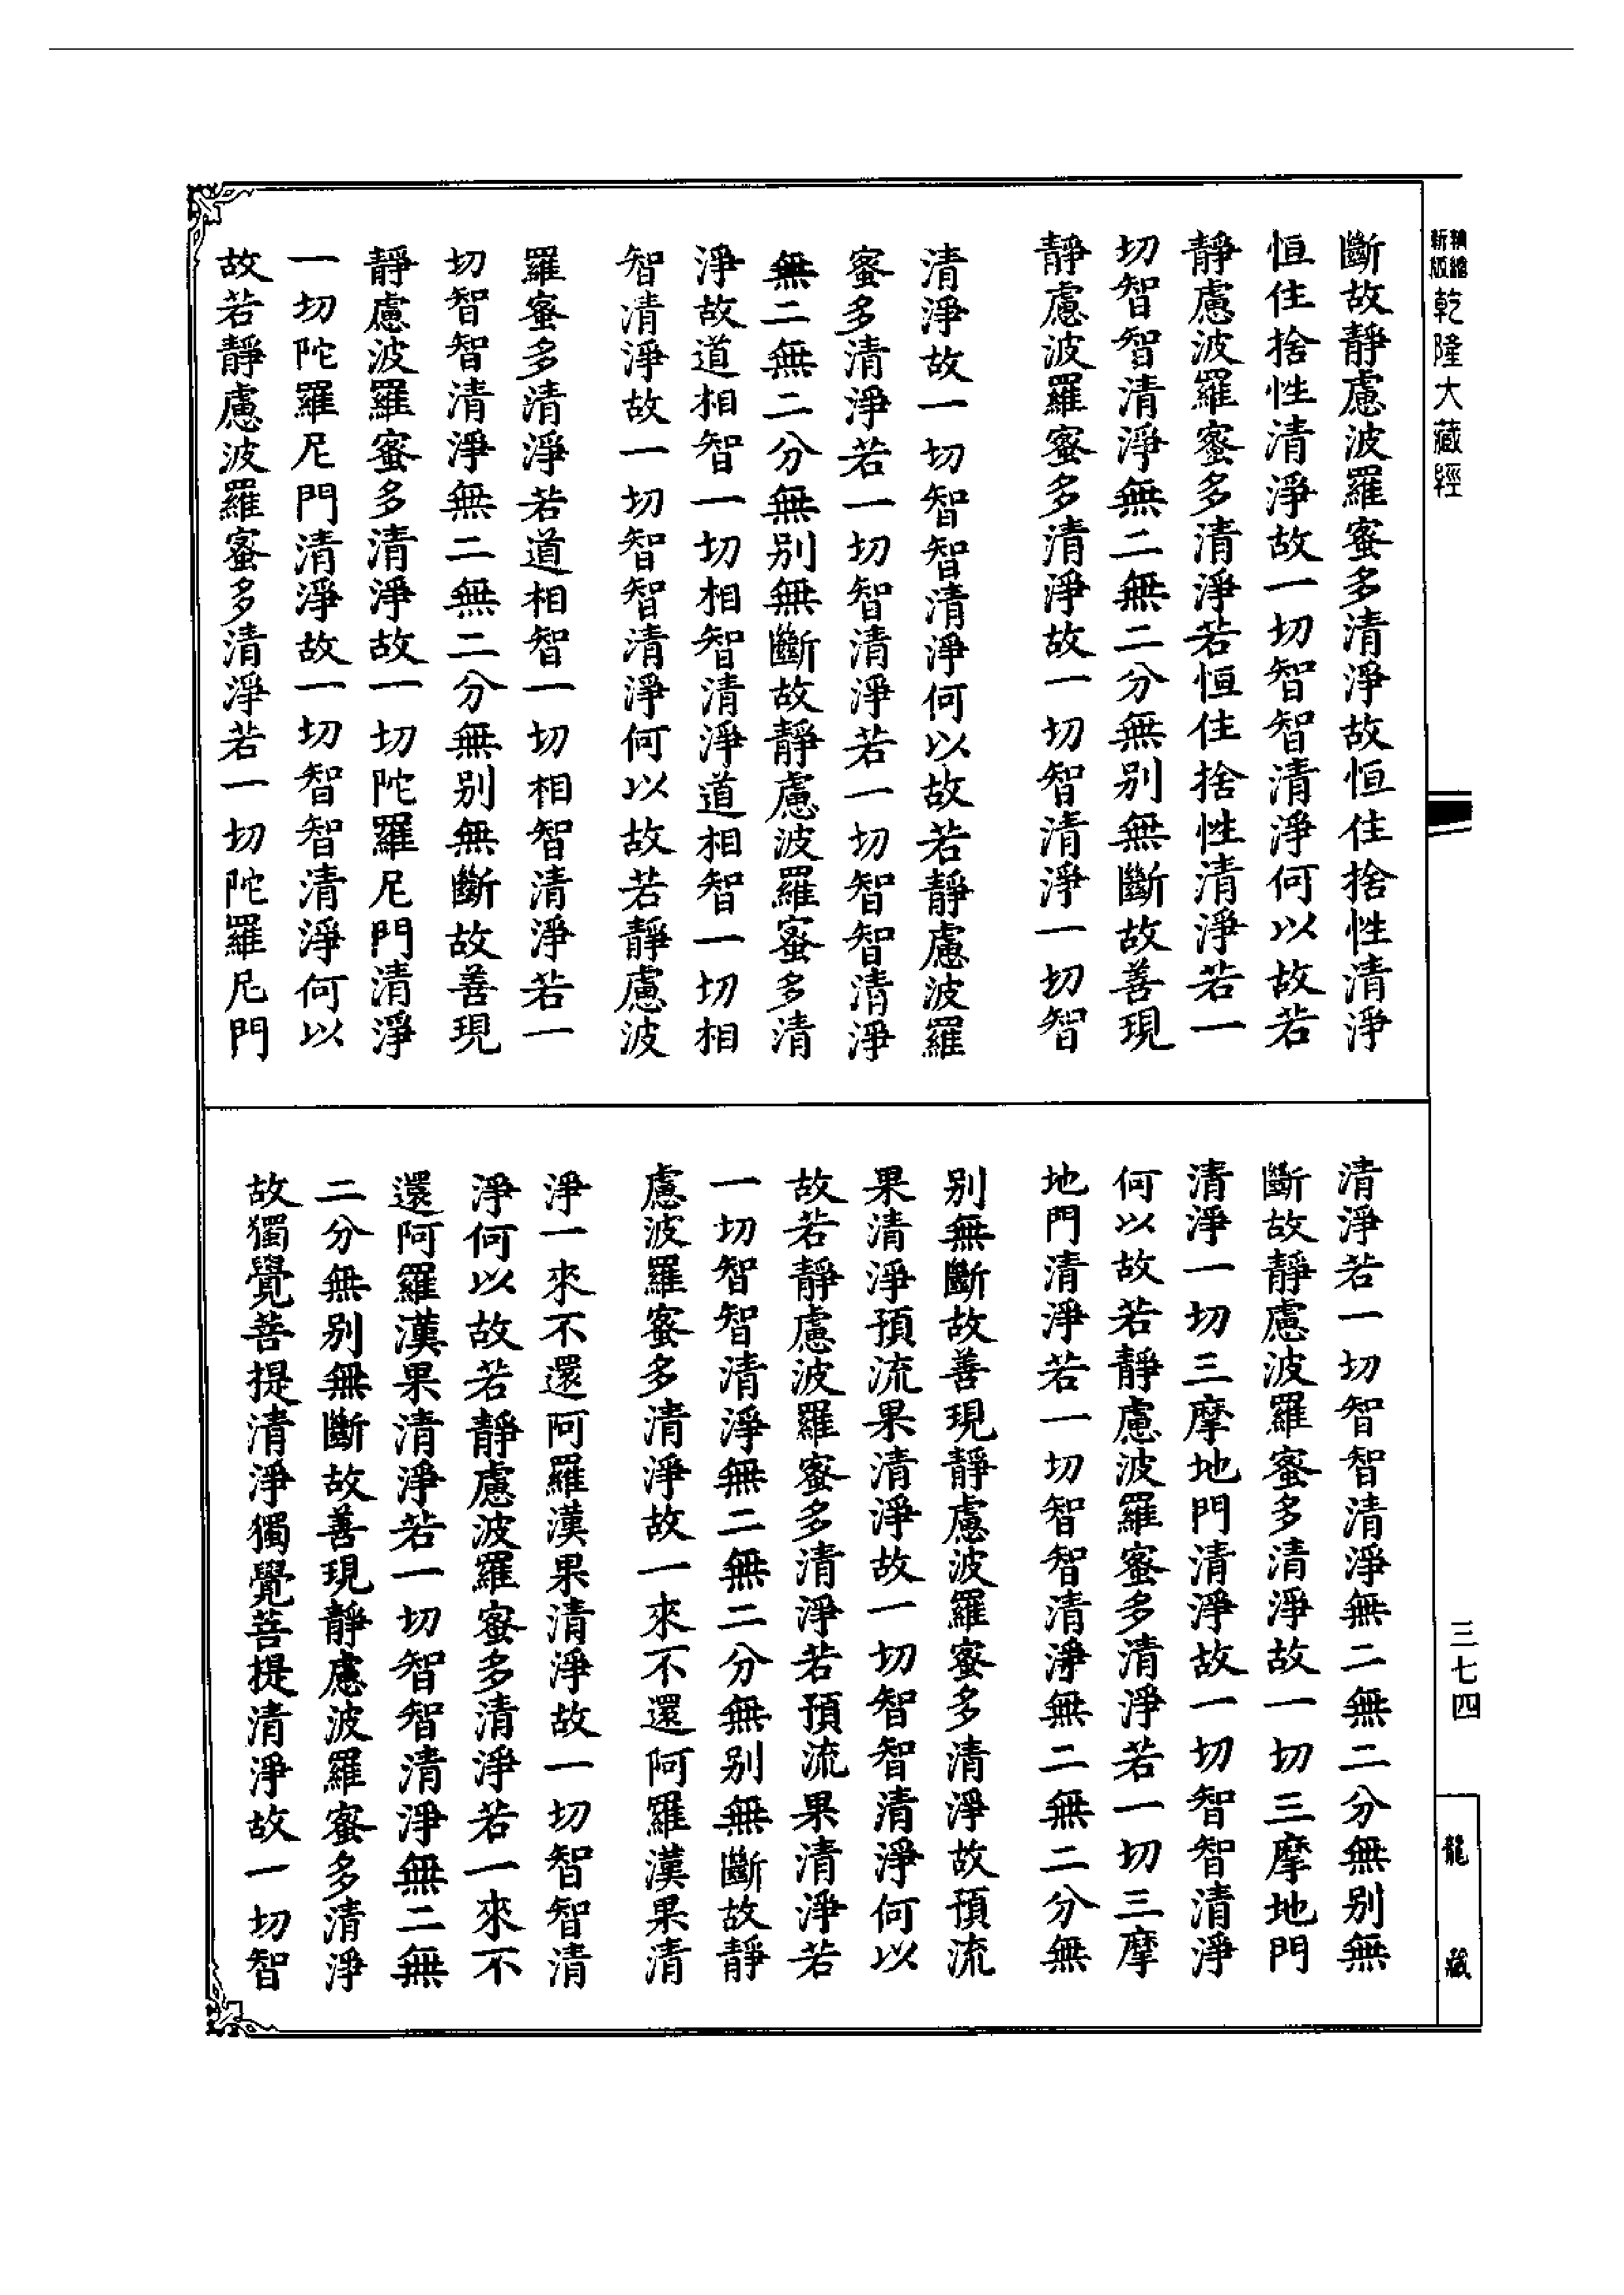 精縮新版乾隆大藏經
斷故靜慮波羅蜜多清淨故恒住捨性清淨
恒住捨性清淨故一切智智清淨何以故若
靜慮波羅蜜多清淨若恒住捨性清淨若一
切智智清淨無二無二分無別無斷故善現
靜慮波羅蜜多清淨故一切智清淨一切智
清淨故一切智智清淨何以故若靜慮波羅
蜜多清淨若一切智清淨若一切智智清淨
無二無二分無別無斷故靜慮波羅蜜多清
淨故道相智一切相智清淨道相智一切相
智清淨故一切智智清淨何以故若靜慮波
羅蜜多清淨若道相智一切相智清淨若一
切智智清淨無二無二分無別無斷故善現
靜慮波羅蜜多清淨故一切陀羅尼門清淨
一切陀羅尼門清淨故一切智智清淨何以
故若靜慮波羅蜜多清淨若一切陀羅尼門
清淨若一切智智清淨無二無二分無別無
斷故靜慮波羅蜜多清淨故一切三摩地門
清淨一切三摩地門清淨故一切智智清淨
何以故若靜慮波羅蜜多清淨若一切三摩
地門清淨若一切智智清淨無二無二分無
別無斷故善現靜慮波羅蜜多清淨故預流
果清淨預流果清淨故一切智智清淨何以
故若靜慮波羅蜜多清淨若預流果清淨若
一切智智清淨無二無二分無別無斷故靜
慮波羅蜜多清淨故一來不還阿羅漢果清
淨一來不還阿羅漢果清淨故一切智智清
淨何以故若靜慮波羅蜜多清淨若一來不
還阿羅漢果清淨若一切智智清淨無二無
二分無別無斷故善現靜慮波羅蜜多清淨
故獨覺菩提清淨獨覺菩提清淨故一切智
三七四
龍藏